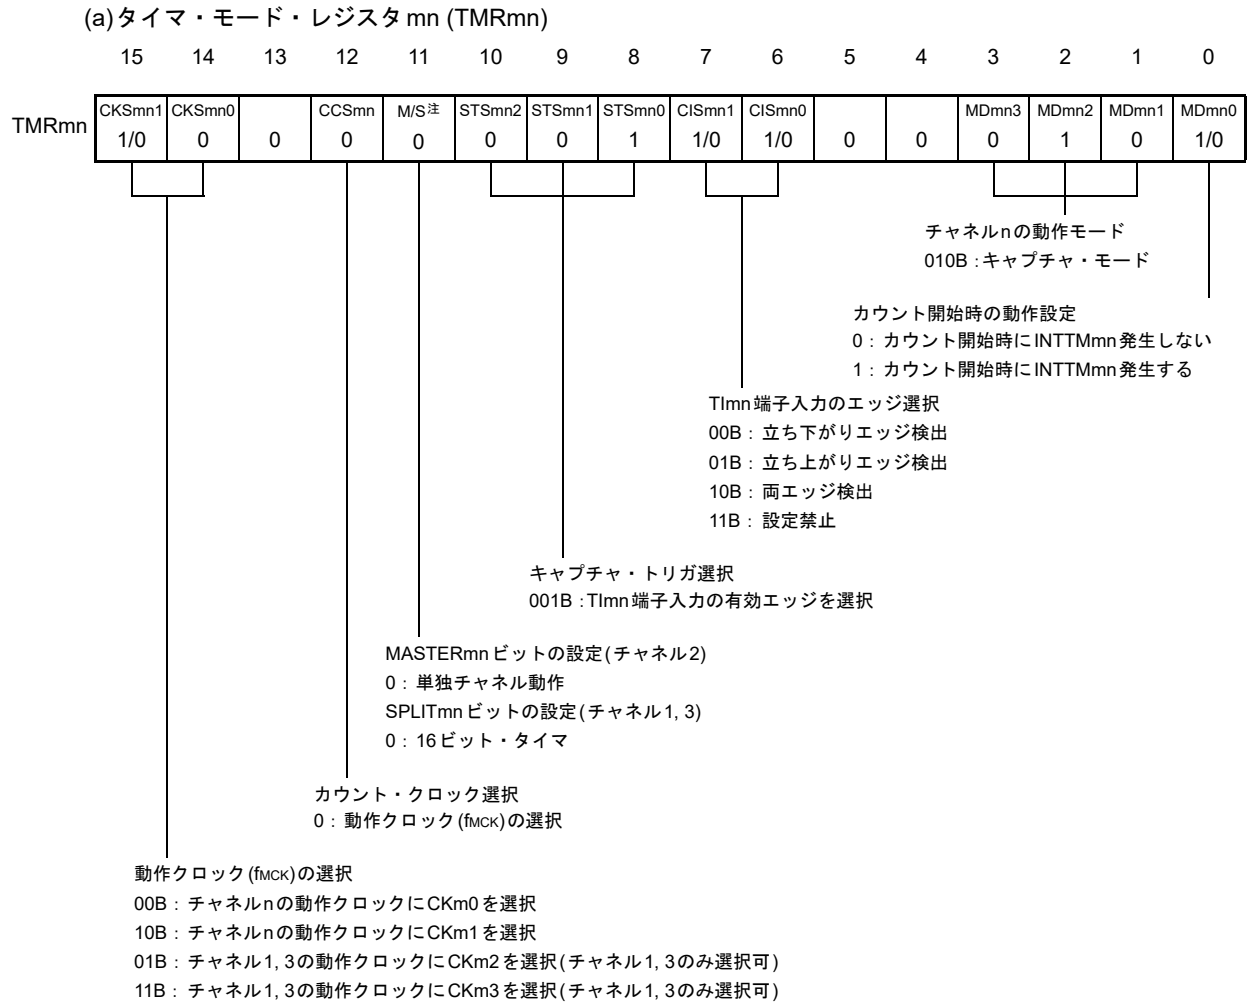 (a)タイマ・モード・レジスタmn (TMRmn)
15 14 13 12 11 10 9 8 7 6 5 4 3 2 1 0
CKSmn1 CKSmn0 CCSmn M/S注 STSmn2 STSmn1 STSmn0 CISmn1 CISmn0 MDmn3 MDmn2 MDmn1 MDmn0
TMRmn 1/0 0 0 0 0 0 0 1 1/0 1/0 0 0 0 1 0 1/0
チャネルnの動作モード
010B：キャプチャ・モード
カウント開始時の動作設定
0：カウント開始時にINTTMmn発生しない
1：カウント開始時にINTTMmn発生する
TImn端子入力のエッジ選択
00B：立ち下がりエッジ検出
01B：立ち上がりエッジ検出
10B：両エッジ検出
11B：設定禁止
キャプチャ・トリガ選択
001B：TImn端子入力の有効エッジを選択
MASTERmnビットの設定(チャネル2)
0：単独チャネル動作
SPLITmnビットの設定(チャネル1, 3)
0：16ビット・タイマ
カウント・クロック選択
0：動作クロック(fMCK)の選択
動作クロック(fMCK)の選択
00B：チャネルnの動作クロックにCKm0を選択
10B：チャネルnの動作クロックにCKm1を選択
01B：チャネル1, 3の動作クロックにCKm2を選択(チャネル1, 3のみ選択可)
11B：チャネル1, 3の動作クロックにCKm3を選択(チャネル1, 3のみ選択可)